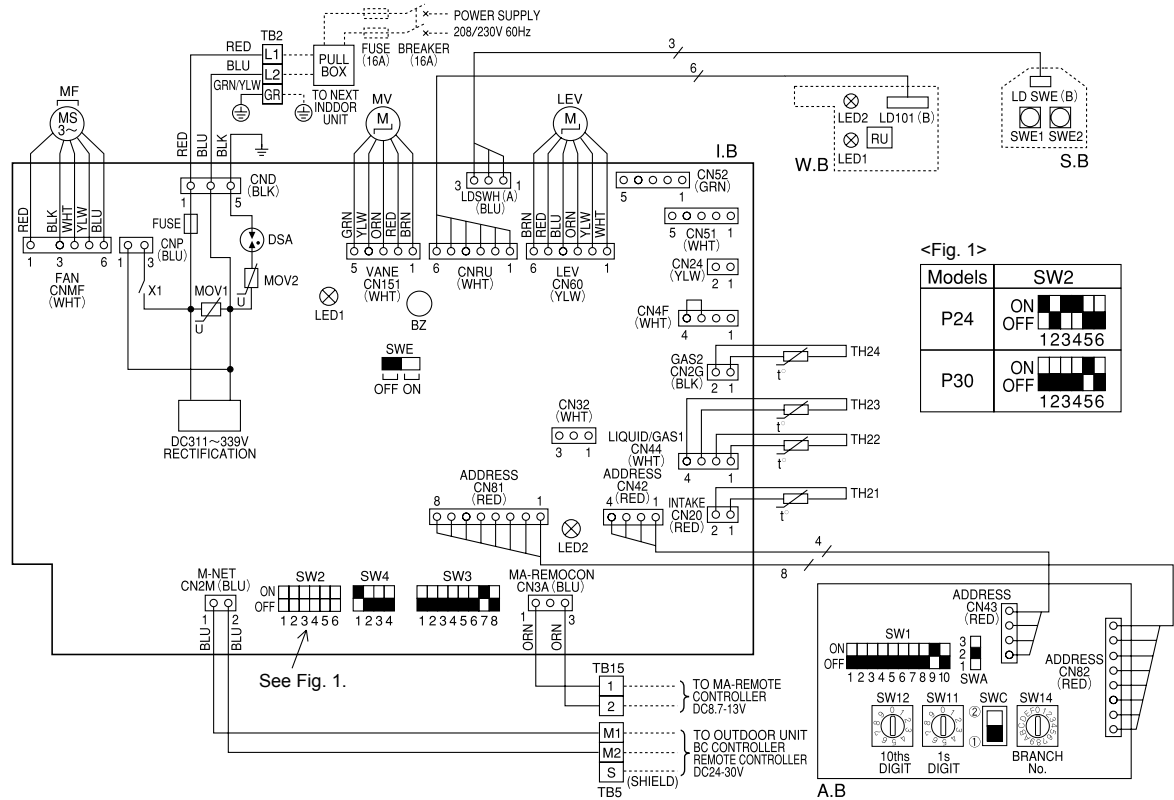 POWER SUPPLY
208/230V 60Hz
FUSE
(16A)
BREAKER
(16A)
TB2
RED
L1
BLU
L2
GRN/YLW
GR
PULL
BOX
TO NEXT
INDDOR
UNIT
3
6
MF
MS
3~
MV
M
LEV
M
LED2
LD101 (B)
LED1
RU
W.B
LD SWE (B)
SWE1 SWE2
S.B
RED
BLU
BLK
I.B
CND
(BLK)
1
5
3
1
LDSWH (A)
(BLU)
CN52
(GRN)
5
1
RED
BLK
WHT
YLW
BLU
1
3
6
FAN
CNMF
(WHT)
FUSE
CNP
(BLU)
1
3
X1
DSA
MOV1
U
MOV2
U
GRN
YLW
ORN
RED
BRN
5
1
VANE
CN151
(WHT)
6
1
CNRU
(WHT)
BRN
RED
BLU
ORN
YLW
WHT
6
1
LEV
CN60
(YLW)
5
1
CN51
(WHT)
CN24
(YLW)
2 1
LED1
BZ
CN4F
(WHT)
4
1
SWE
OFF ON
GAS2
CN2G
(BLK)
2 1
TH24
t°
<Fig. 1>
Models
SW2
P24
ON
OFF
123456
P30
ON
OFF
123456
DC311~339V
RECTIFICATION
CN32
(WHT)
3 1
TH23
t°
LIQUID/GAS1
CN44
(WHT)
4
1
TH22
t°
ADDRESS
CN81
(RED)
8
1
ADDRESS
CN42
(RED)
4
1
INTAKE
CN20
(RED)
2 1
TH21
t°
LED2
4
8
M-NET
CN2M (BLU)
1 2
BLU
BLU
SW2
ON
OFF
1 2 3 4 5 6
SW4
1 2 3 4
SW3
1 2 3 4 5 6 7 8
MA-REMOCON
CN3A (BLU)
1
3
ORN
ORN
See Fig. 1.
TB15
1
2
TO MA-REMOTE
CONTROLLER
DC8.7-13V
M1
M2
S
(SHIELD)
TB5
TO OUTDOOR UNIT
BC CONTROLLER
REMOTE CONTROLLER
DC24-30V
ADDRESS
CN43
(RED)
SW1
ON
OFF
1 2 3 4 5 6 7 8 9 10
3
2
1
SWA
ADDRESS
CN82
(RED)
SW12
10ths
DIGIT
SW11
1s
DIGIT
SWC
②
①
SW14
BRANCH
No.
A.B